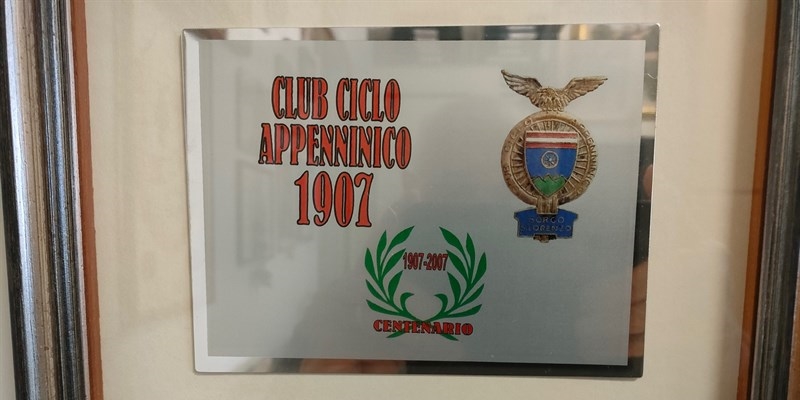 CLUB CICLO
APPENNINICO
1907
BORGO
S. LORENZO
1907-2007
CENTENARIO